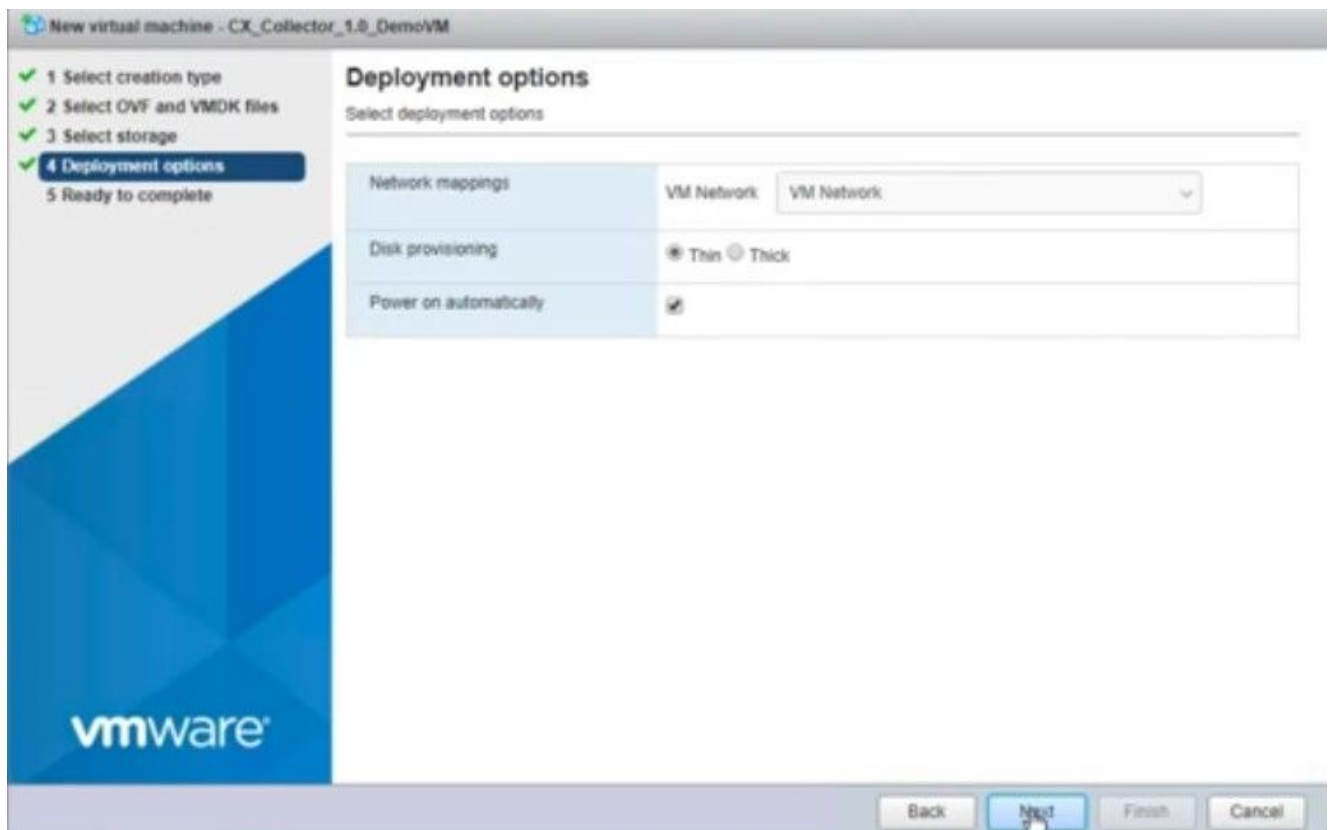 New virtual machine - CX_Collector_1.0_DemoVM
1 Select creation type
2 Select OVF and VMDK files
3 Select storage
4 Deployment options
5 Ready to complete
Deployment options
Select deployment options
Network mappings
VM Network VM Network
Disk provisioning
Thin Thick
Power on automatically
vmware
Back Next Finish Cancel